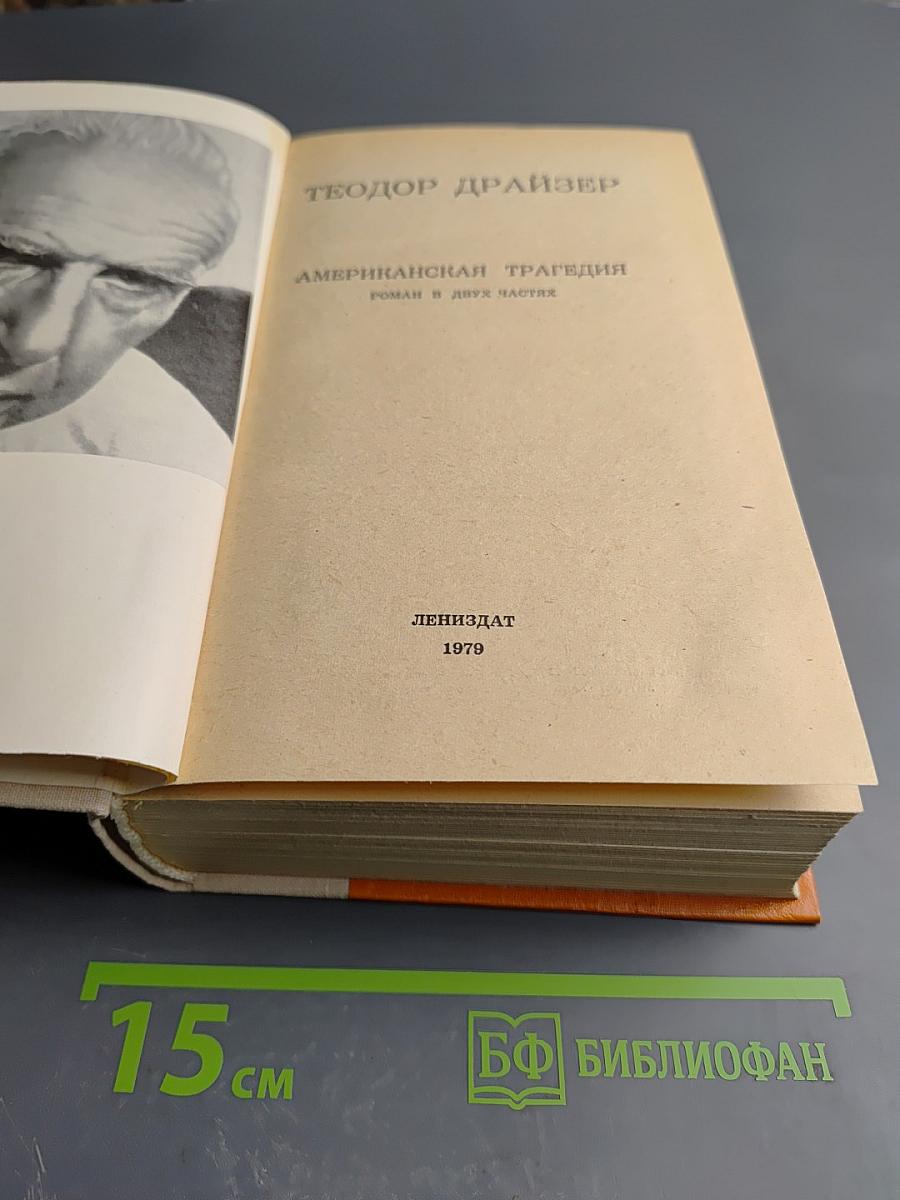 ТЕОДОР ДРАЙЗЕР
АМЕРИКАНСКАЯ ТРАГЕДИЯ
РОМАН В ДВУХ ЧАСТЯХ
ЛЕНИЗДАТ
1979
15 см
БФ БИБЛИОФАН